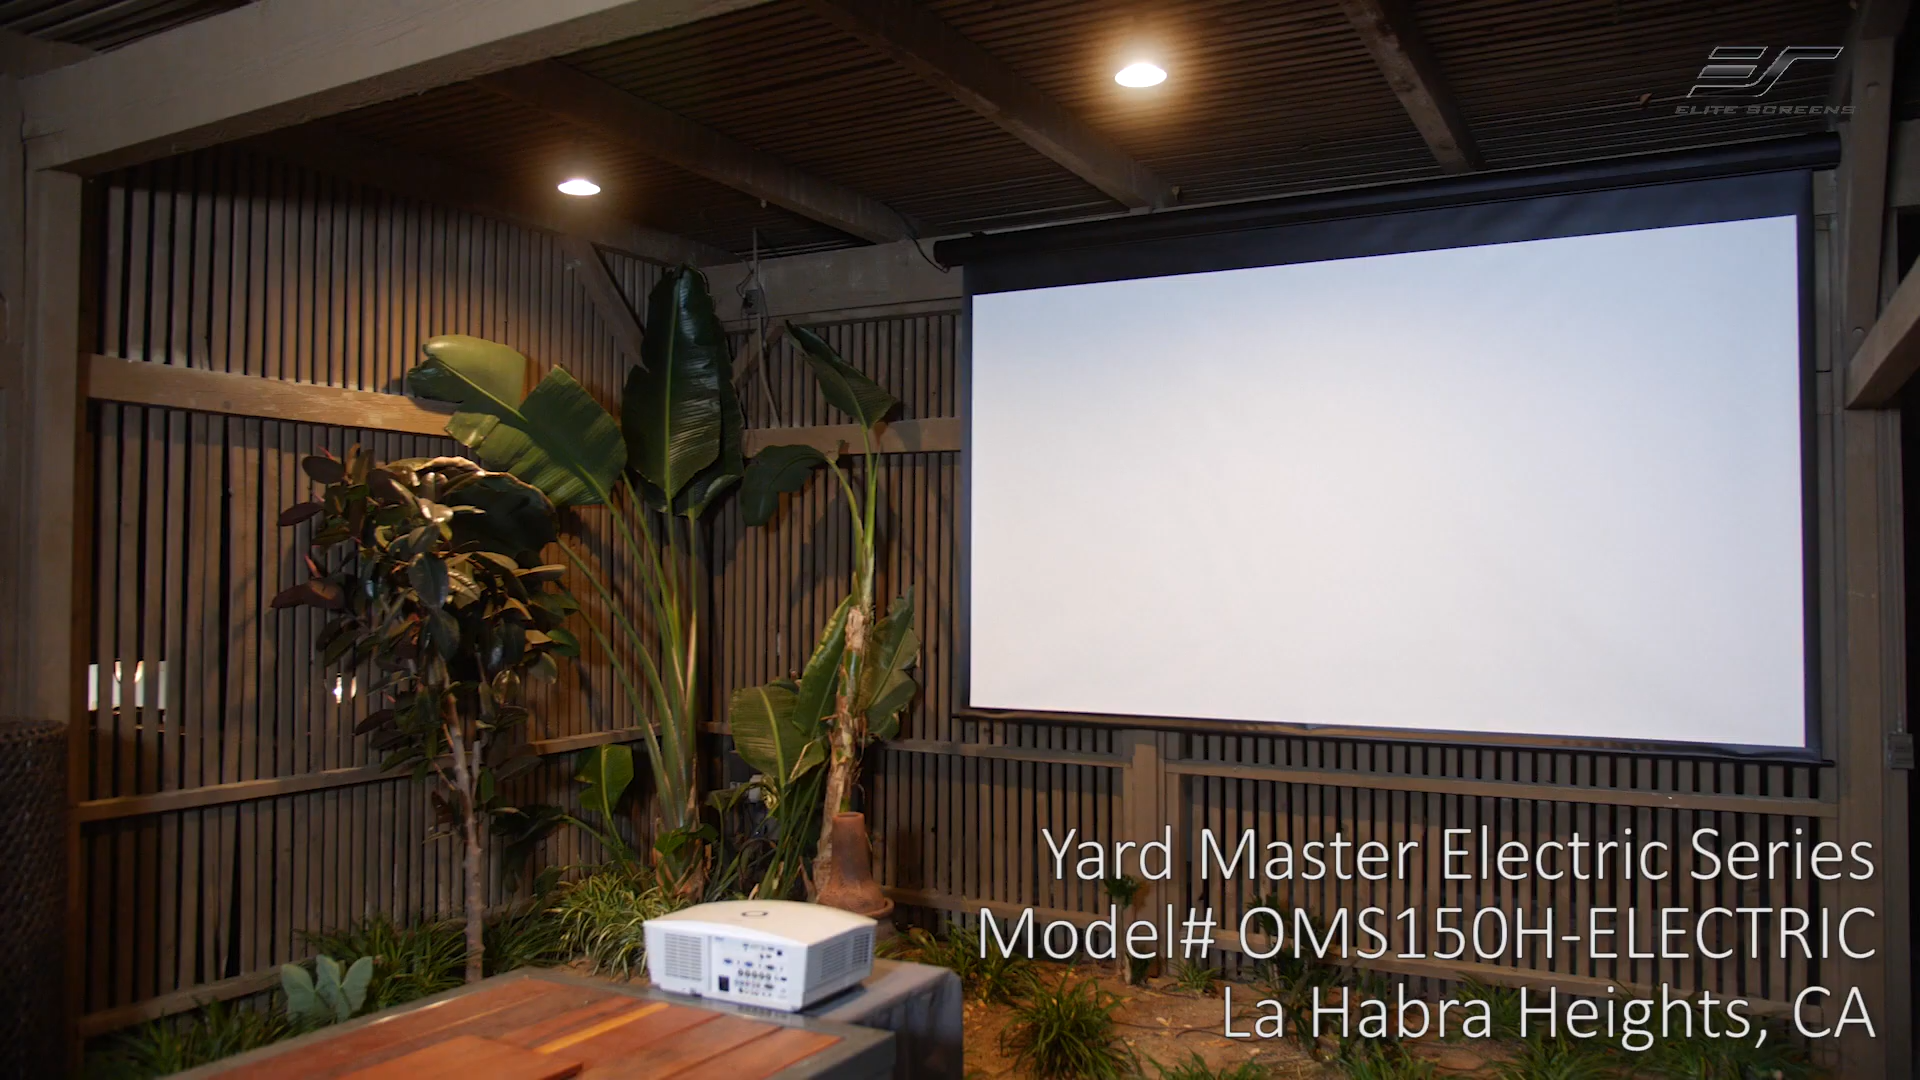 ELITE SCREENS
Yard Master Electric Series
Model# OMS150H-ELECTRIC
La Habra Heights, CA